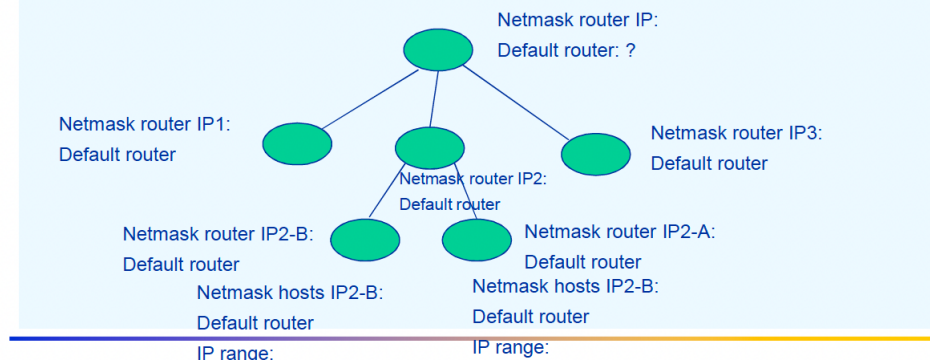 Netmask router IP:
Default router: ?
Netmask router IP1:
Default router
Netmask router IP3:
Default router
Netmask router IP2:
Default router
Netmask router IP2-B:
Default router
Netmask router IP2-A:
Default router
Netmask hosts IP2-B:
Default router
IP range:
Netmask hosts IP2-B:
Default router
IP range: